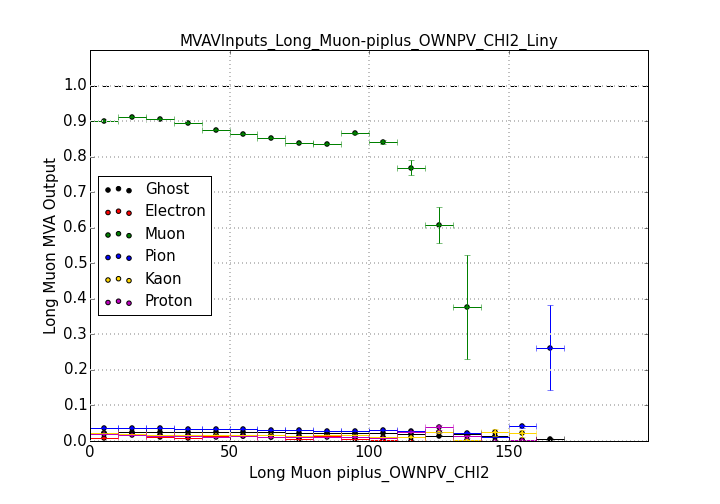 MVAVInputs_Long_Muon-piplus_OWNPV_CHI2_Liny
1.0
0.9
0.8
0.7
0.6
0.5
0.4
0.3
0.2
0.1
0.0
Long Muon MVA Output
Ghost
Electron
Muon
Pion
Kaon
Proton
0 50 100 150
Long Muon piplus_OWNPV_CHI2